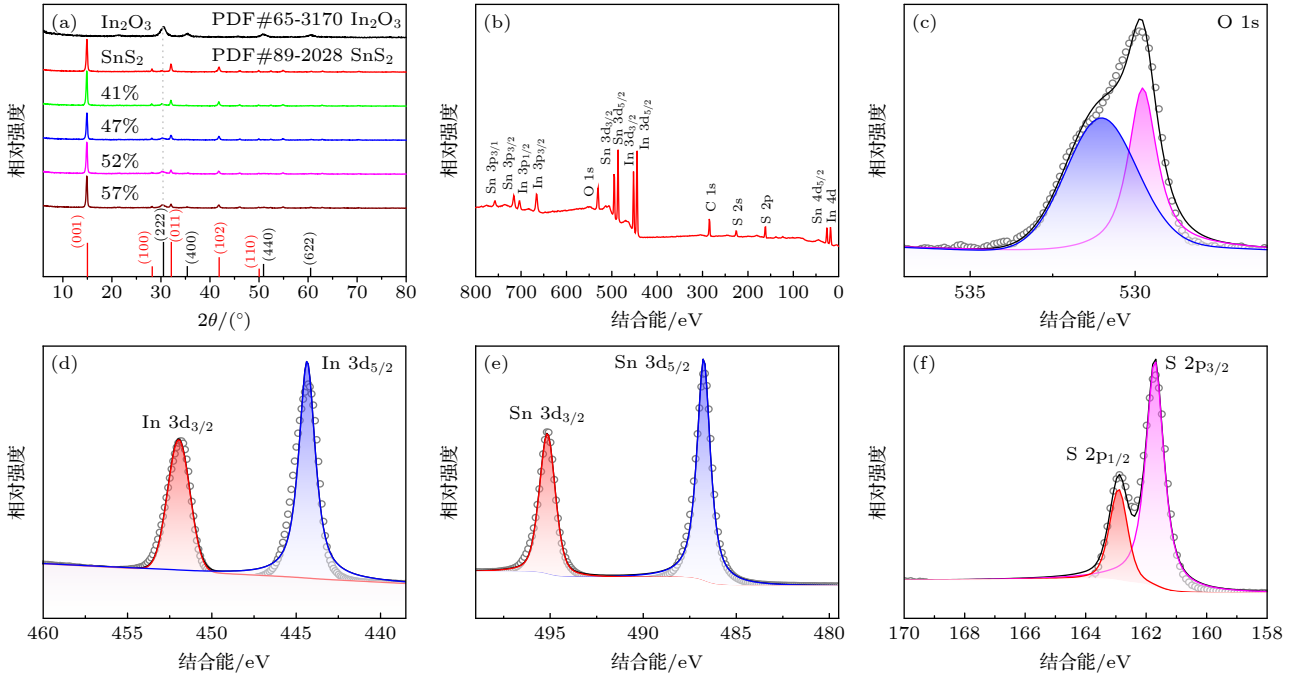 (a)
In₂O₃
PDF#65-3170 In₂O₃
SnS₂
PDF#89-2028 SnS₂
41%
47%
52%
57%
(001)
(100)
(222)
(011)
(400)
(102)
(110)
(440)
(622)
10 20 30 40 50 60 70 80
2θ/(°)
相对强度
(b)
Sn 3p₃/₁
Sn 3p₃/₂
In 3p₁/₂
In 3p₃/₂
O 1s
Sn 3d₃/₂
Sn 3d₅/₂
In 3d₃/₂
In 3d₅/₂
C 1s
S 2s
S 2p
Sn 4d₅/₂
In 4d
800 700 600 500 400 300 200 100 0
结合能/eV
相对强度
(c)
O 1s
535 530
结合能/eV
相对强度
(d)
In 3d₅/₂
In 3d₃/₂
460 455 450 445 440
结合能/eV
相对强度
(e)
Sn 3d₅/₂
Sn 3d₃/₂
495 490 485 480
结合能/eV
相对强度
(f)
S 2p₃/₂
S 2p₁/₂
170 168 166 164 162 160 158
结合能/eV
相对强度